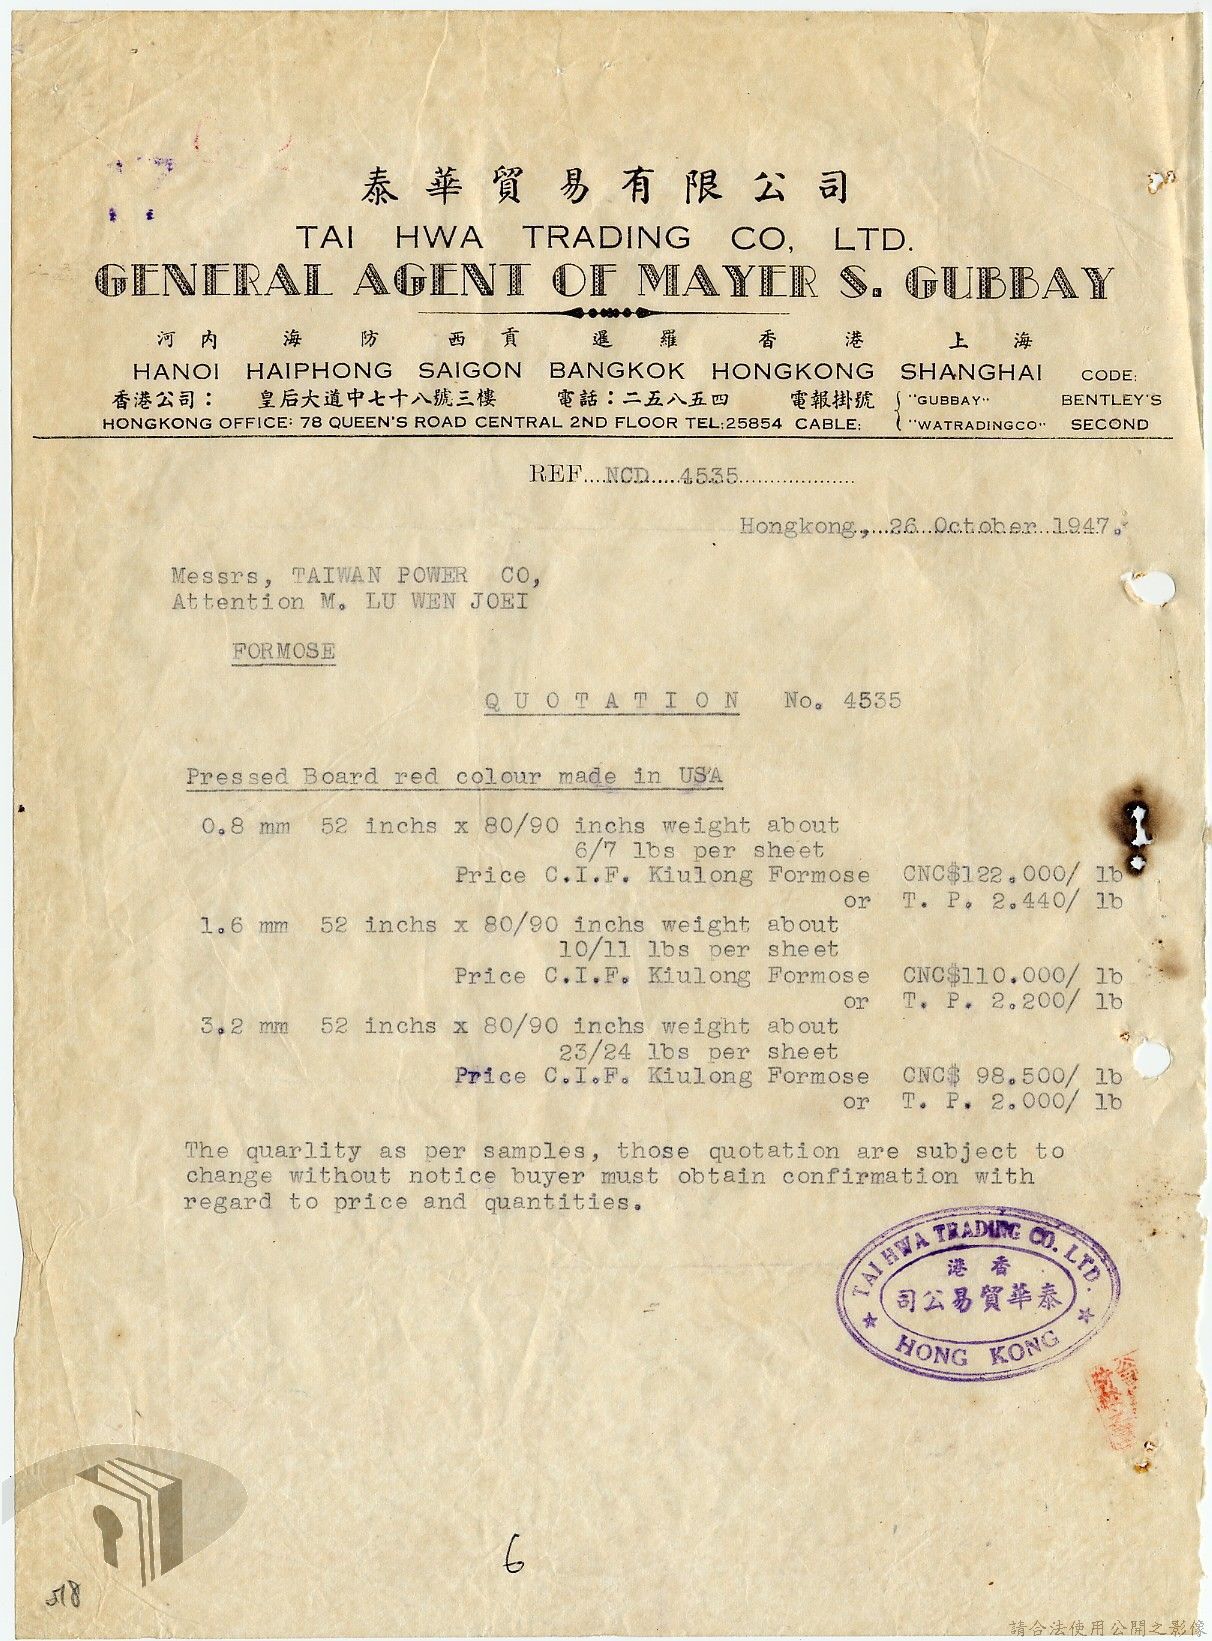 泰華貿易有限公司
TAI HWA TRADING CO, LTD.
GENERAL AGENT OF MAYER S. GUBBAY
河內 海防 西貢 暹羅 香港 上海
HANOI HAIPHONG SAIGON BANGKOK HONGKONG SHANGHAI CODE:
香港公司： 皇后大道中七十八號三樓 電話：二五八五四 電報掛號 "GUBBAY" BENTLEY'S
HONGKONG OFFICE: 78 QUEEN'S ROAD CENTRAL 2ND FLOOR TEL:25854 CABLE: "WATRADINGCO" SECOND
REF....NCD....4535...................
Hongkong,...26 October 1947.
Messrs, TAIWAN POWER CO,
Attention M. LU WEN JOEI
FORMOSE
QUOTATION No. 4535
Pressed Board red colour made in USA
0.8 mm 52 inchs x 80/90 inchs weight about
6/7 lbs per sheet
Price C.I.F. Kiulong Formose CNC$122.000/ lb
or T. P. 2.440/ lb
1.6 mm 52 inchs x 80/90 inchs weight about
10/11 lbs per sheet
Price C.I.F. Kiulong Formose CNC$110.000/ lb
or T. P. 2.200/ lb
3.2 mm 52 inchs x 80/90 inchs weight about
23/24 lbs per sheet
Price C.I.F. Kiulong Formose CNC$ 98.500/ lb
or T. P. 2.000/ lb
The quarlity as per samples, those quotation are subject to
change without notice buyer must obtain confirmation with
regard to price and quantities.
TAI HWA TRADING CO. LTD.
香港
泰華貿易公司
HONG KONG
6
請合法使用公開之影像